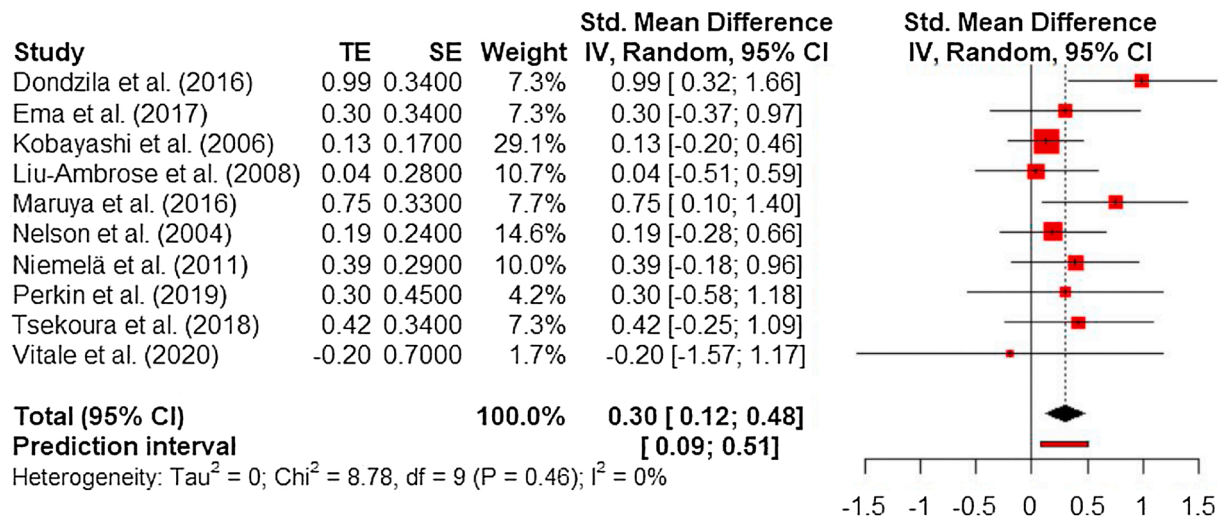 Std. Mean Difference Std. Mean Difference
Study TE SE Weight IV, Random, 95% CI IV, Random, 95% CI
Dondzila et al. (2016) 0.99 0.3400 7.3% 0.99 [ 0.32; 1.66]
Ema et al. (2017) 0.30 0.3400 7.3% 0.30 [-0.37; 0.97]
Kobayashi et al. (2006) 0.13 0.1700 29.1% 0.13 [-0.20; 0.46]
Liu-Ambrose et al. (2008) 0.04 0.2800 10.7% 0.04 [-0.51; 0.59]
Maruya et al. (2016) 0.75 0.3300 7.7% 0.75 [ 0.10; 1.40]
Nelson et al. (2004) 0.19 0.2400 14.6% 0.19 [-0.28; 0.66]
Niemelä et al. (2011) 0.39 0.2900 10.0% 0.39 [-0.18; 0.96]
Perkin et al. (2019) 0.30 0.4500 4.2% 0.30 [-0.58; 1.18]
Tsekoura et al. (2018) 0.42 0.3400 7.3% 0.42 [-0.25; 1.09]
Vitale et al. (2020) -0.20 0.7000 1.7% -0.20 [-1.57; 1.17]
Total (95% CI) 100.0% 0.30 [ 0.12; 0.48]
Prediction interval [ 0.09; 0.51]
Heterogeneity: Tau² = 0; Chi² = 8.78, df = 9 (P = 0.46); I² = 0%
-1.5 -1 -0.5 0 0.5 1 1.5